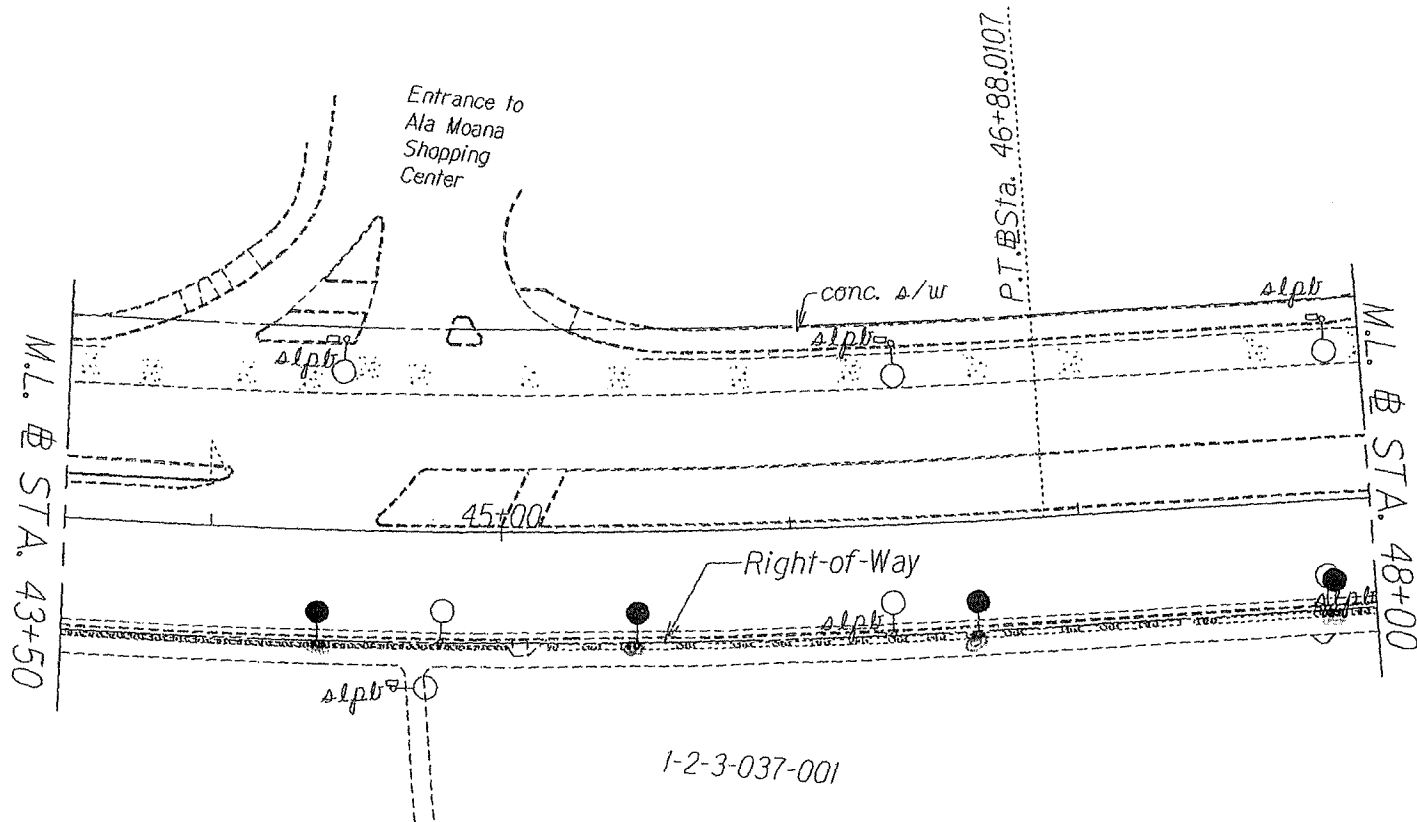 Entrance to
Ala Moana
Shopping
Center
P.T. BSta. 46+88.0107
conc. s/w
slpb
slpb
slpb
M.L. B STA. 43+50
M.L. B STA. 48+00
45+00
Right-of-Way
slpb
slpb
slpb
1-2-3-037-001